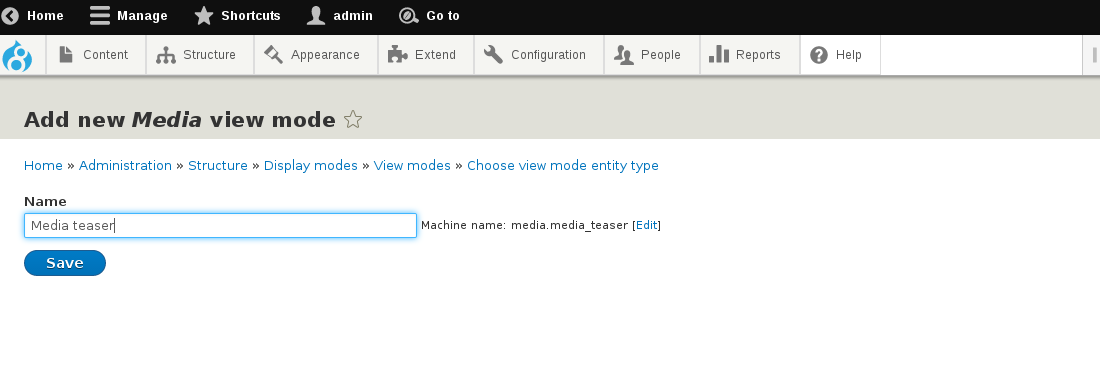 Home Manage Shortcuts admin Go to
Content Structure Appearance Extend Configuration People Reports Help
Add new Media view mode
Home » Administration » Structure » Display modes » View modes » Choose view mode entity type
Name
Media teaser Machine name: media.media_teaser [Edit]
Save